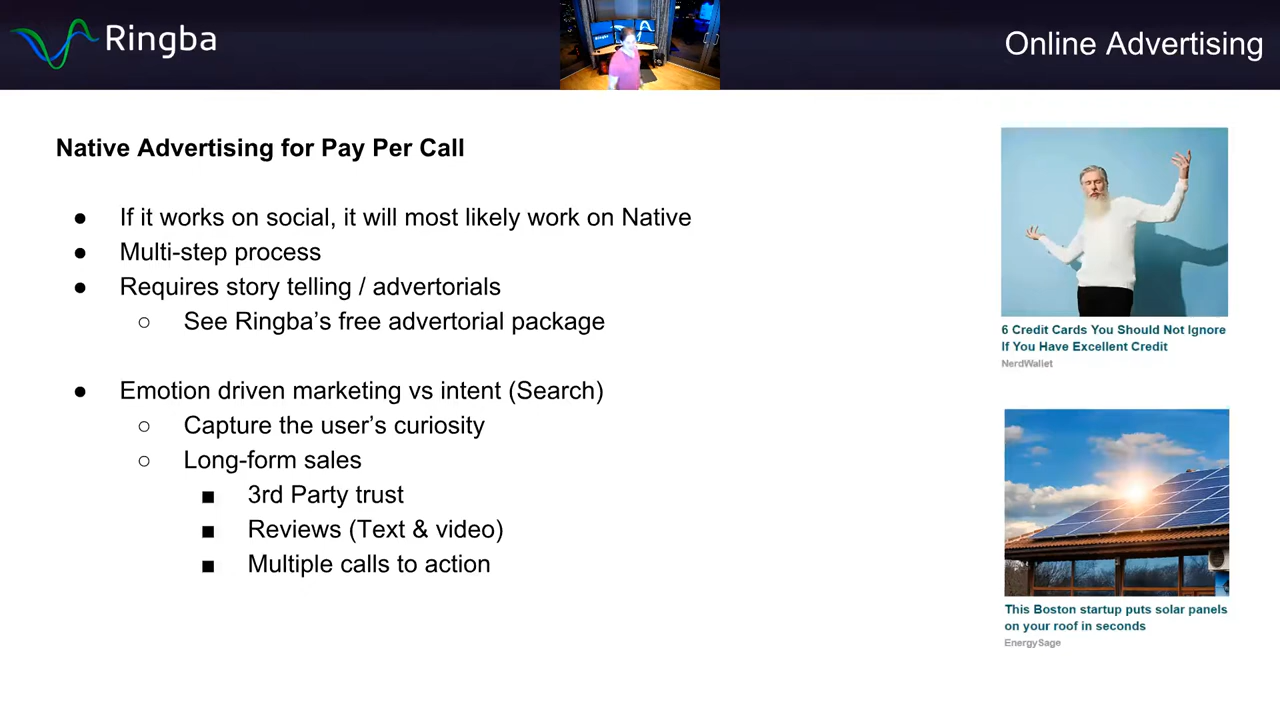 Ringba
Online Advertising
Native Advertising for Pay Per Call
● If it works on social, it will most likely work on Native
● Multi-step process
● Requires story telling / advertorials
○ See Ringba's free advertorial package
● Emotion driven marketing vs intent (Search)
○ Capture the user's curiosity
○ Long-form sales
■ 3rd Party trust
■ Reviews (Text & video)
■ Multiple calls to action
6 Credit Cards You Should Not Ignore
If You Have Excellent Credit
NerdWallet
This Boston startup puts solar panels
on your roof in seconds
EnergySage